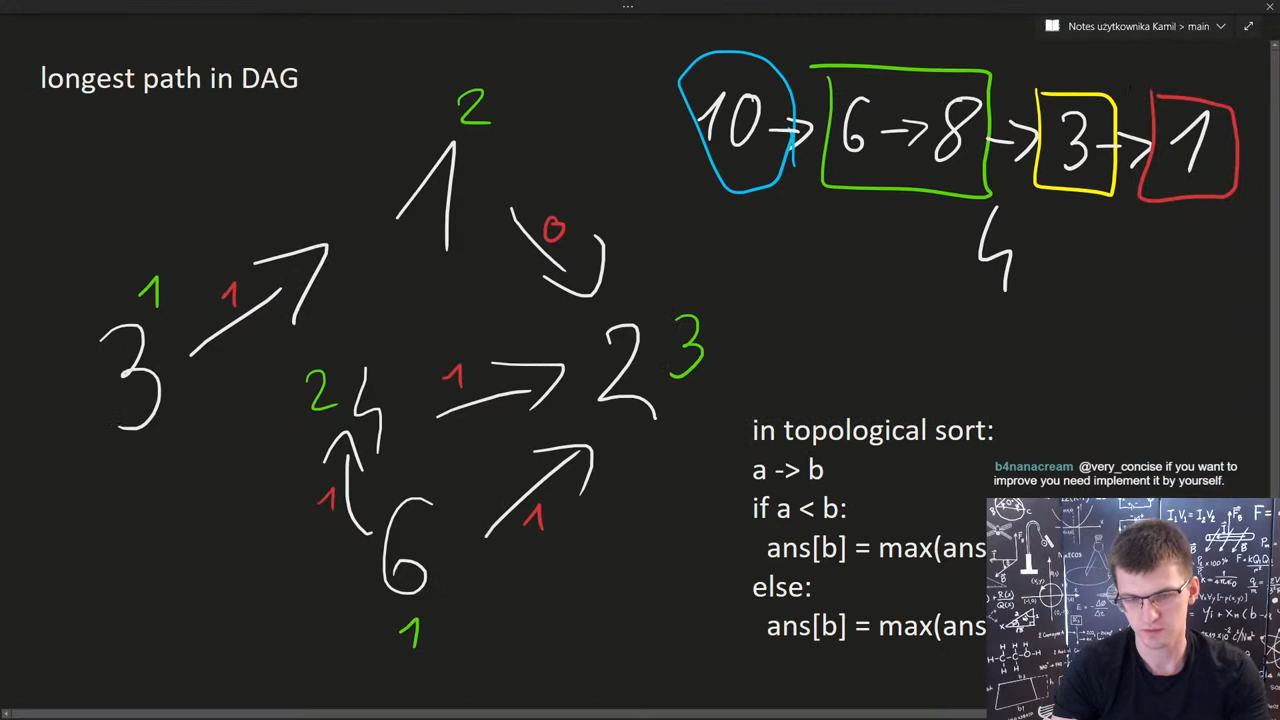 Notes użytkownika Kamil > main
longest path in DAG
10 → 6 → 8 → 3 → 1
4
2
1
0
1
1
3
2
3
2
4
1
1
6
1
1
in topological sort:
a -> b
if a < b:
ans[b] = max(ans
else:
ans[b] = max(ans
b4nanacream @very_concise if you want to
improve you need implement it by yourself.